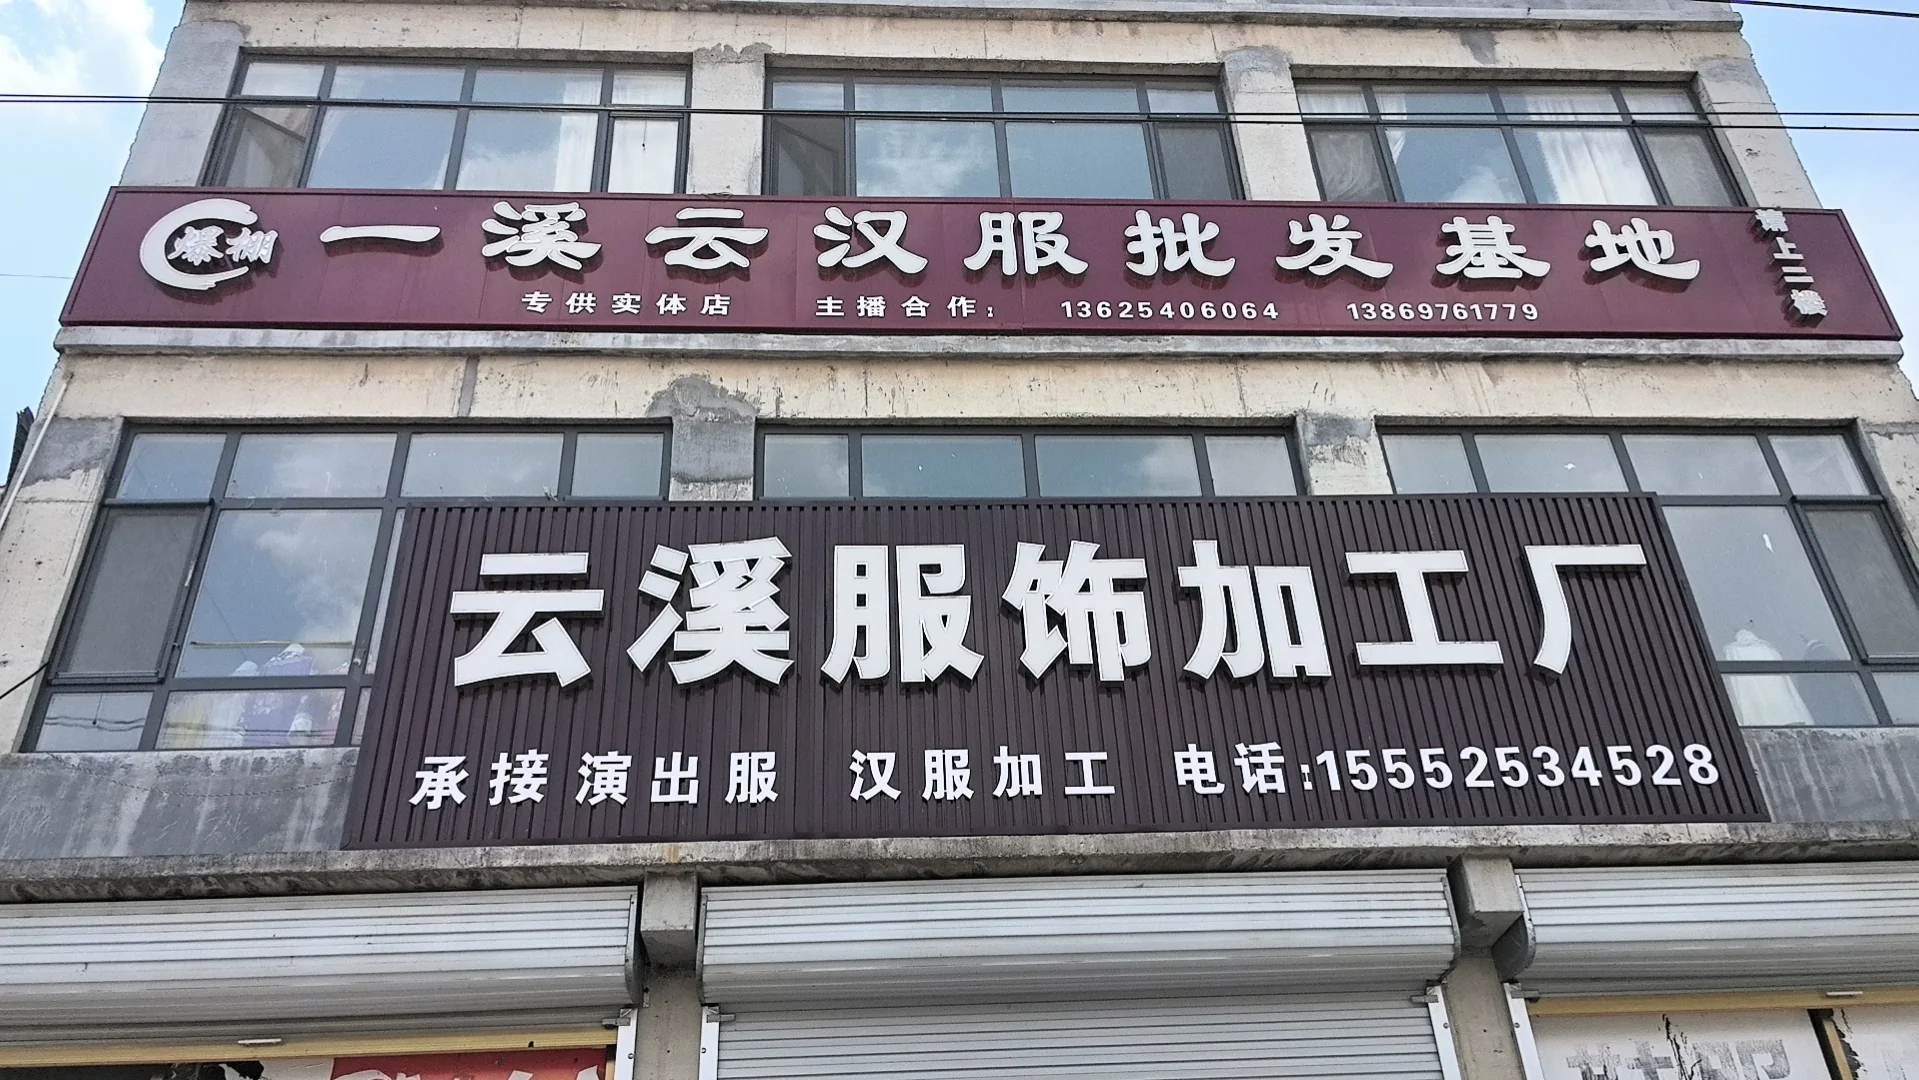 爆棚
一溪云汉服批发基地
请上二楼
专供实体店 主播合作: 13625406064 13869761779
云溪服饰加工厂
承接演出服 汉服加工 电话:15552534528